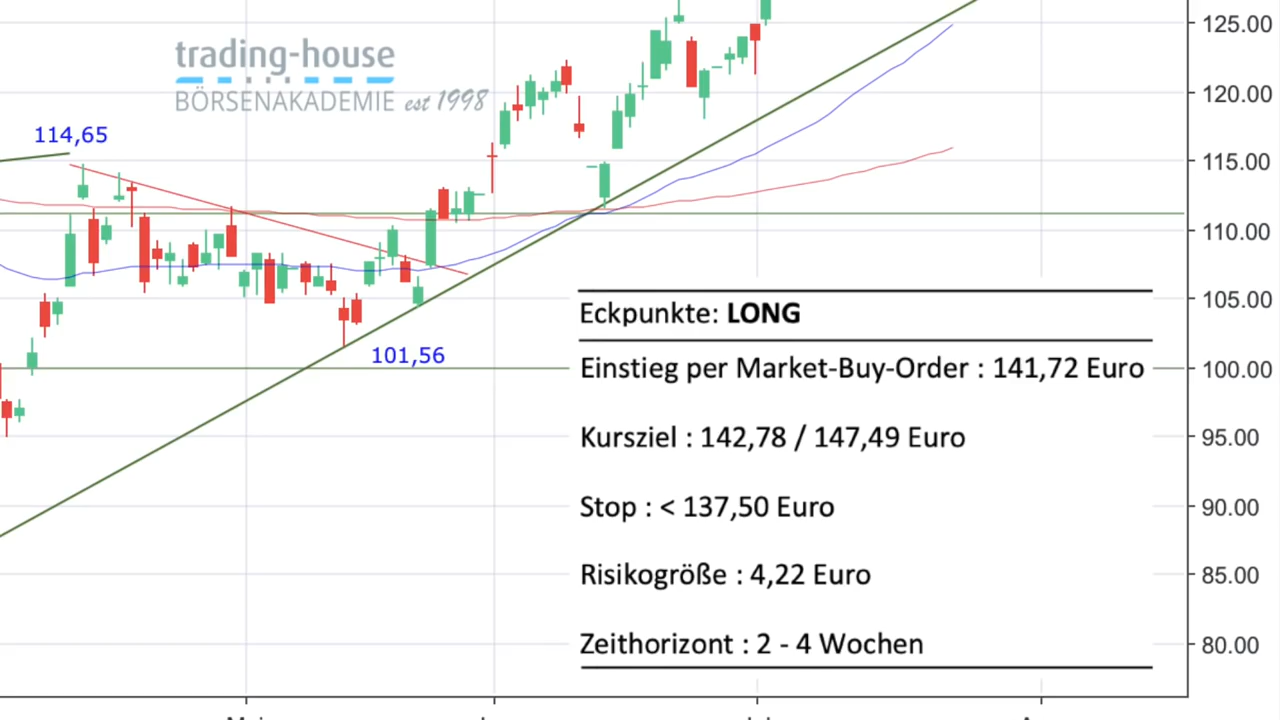 trading-house
BÖRSENAKADEMIE est 1998
114,65
101,56
125.00
120.00
115.00
110.00
105.00
100.00
95.00
90.00
85.00
80.00
Eckpunkte: LONG
Einstieg per Market-Buy-Order : 141,72 Euro
Kursziel : 142,78 / 147,49 Euro
Stop : < 137,50 Euro
Risikogröße : 4,22 Euro
Zeithorizont : 2 - 4 Wochen